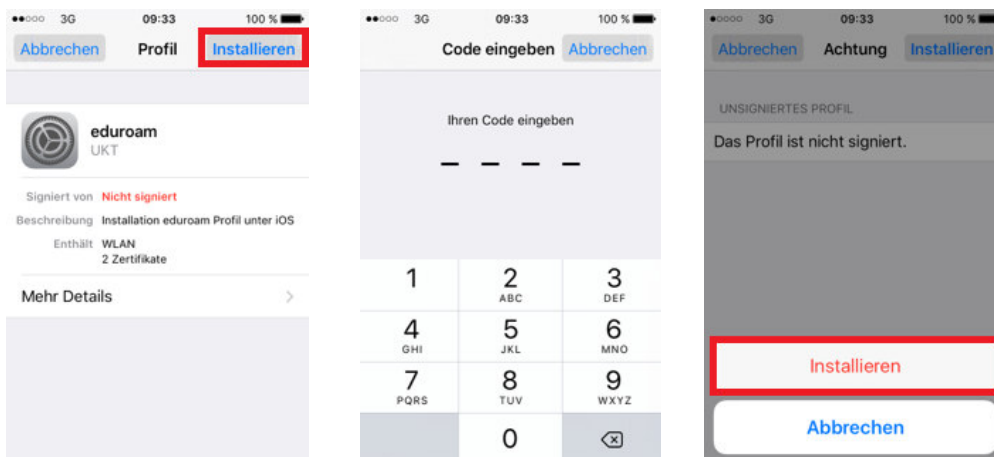 3G 09:33 100 %
Abbrechen Profil Installieren
eduroam
UKT
Signiert von Nicht signiert
Beschreibung Installation eduroam Profil unter iOS
Enthält WLAN
2 Zertifikate
Mehr Details
3G 09:33 100 %
Code eingeben Abbrechen
Ihren Code eingeben
1 2 3
ABC DEF
4 5 6
GHI JKL MNO
7 8 9
PQRS TUV WXYZ
0
3G 09:33 100 %
Abbrechen Achtung Installieren
UNSIGNIERTES PROFIL
Das Profil ist nicht signiert.
Installieren
Abbrechen